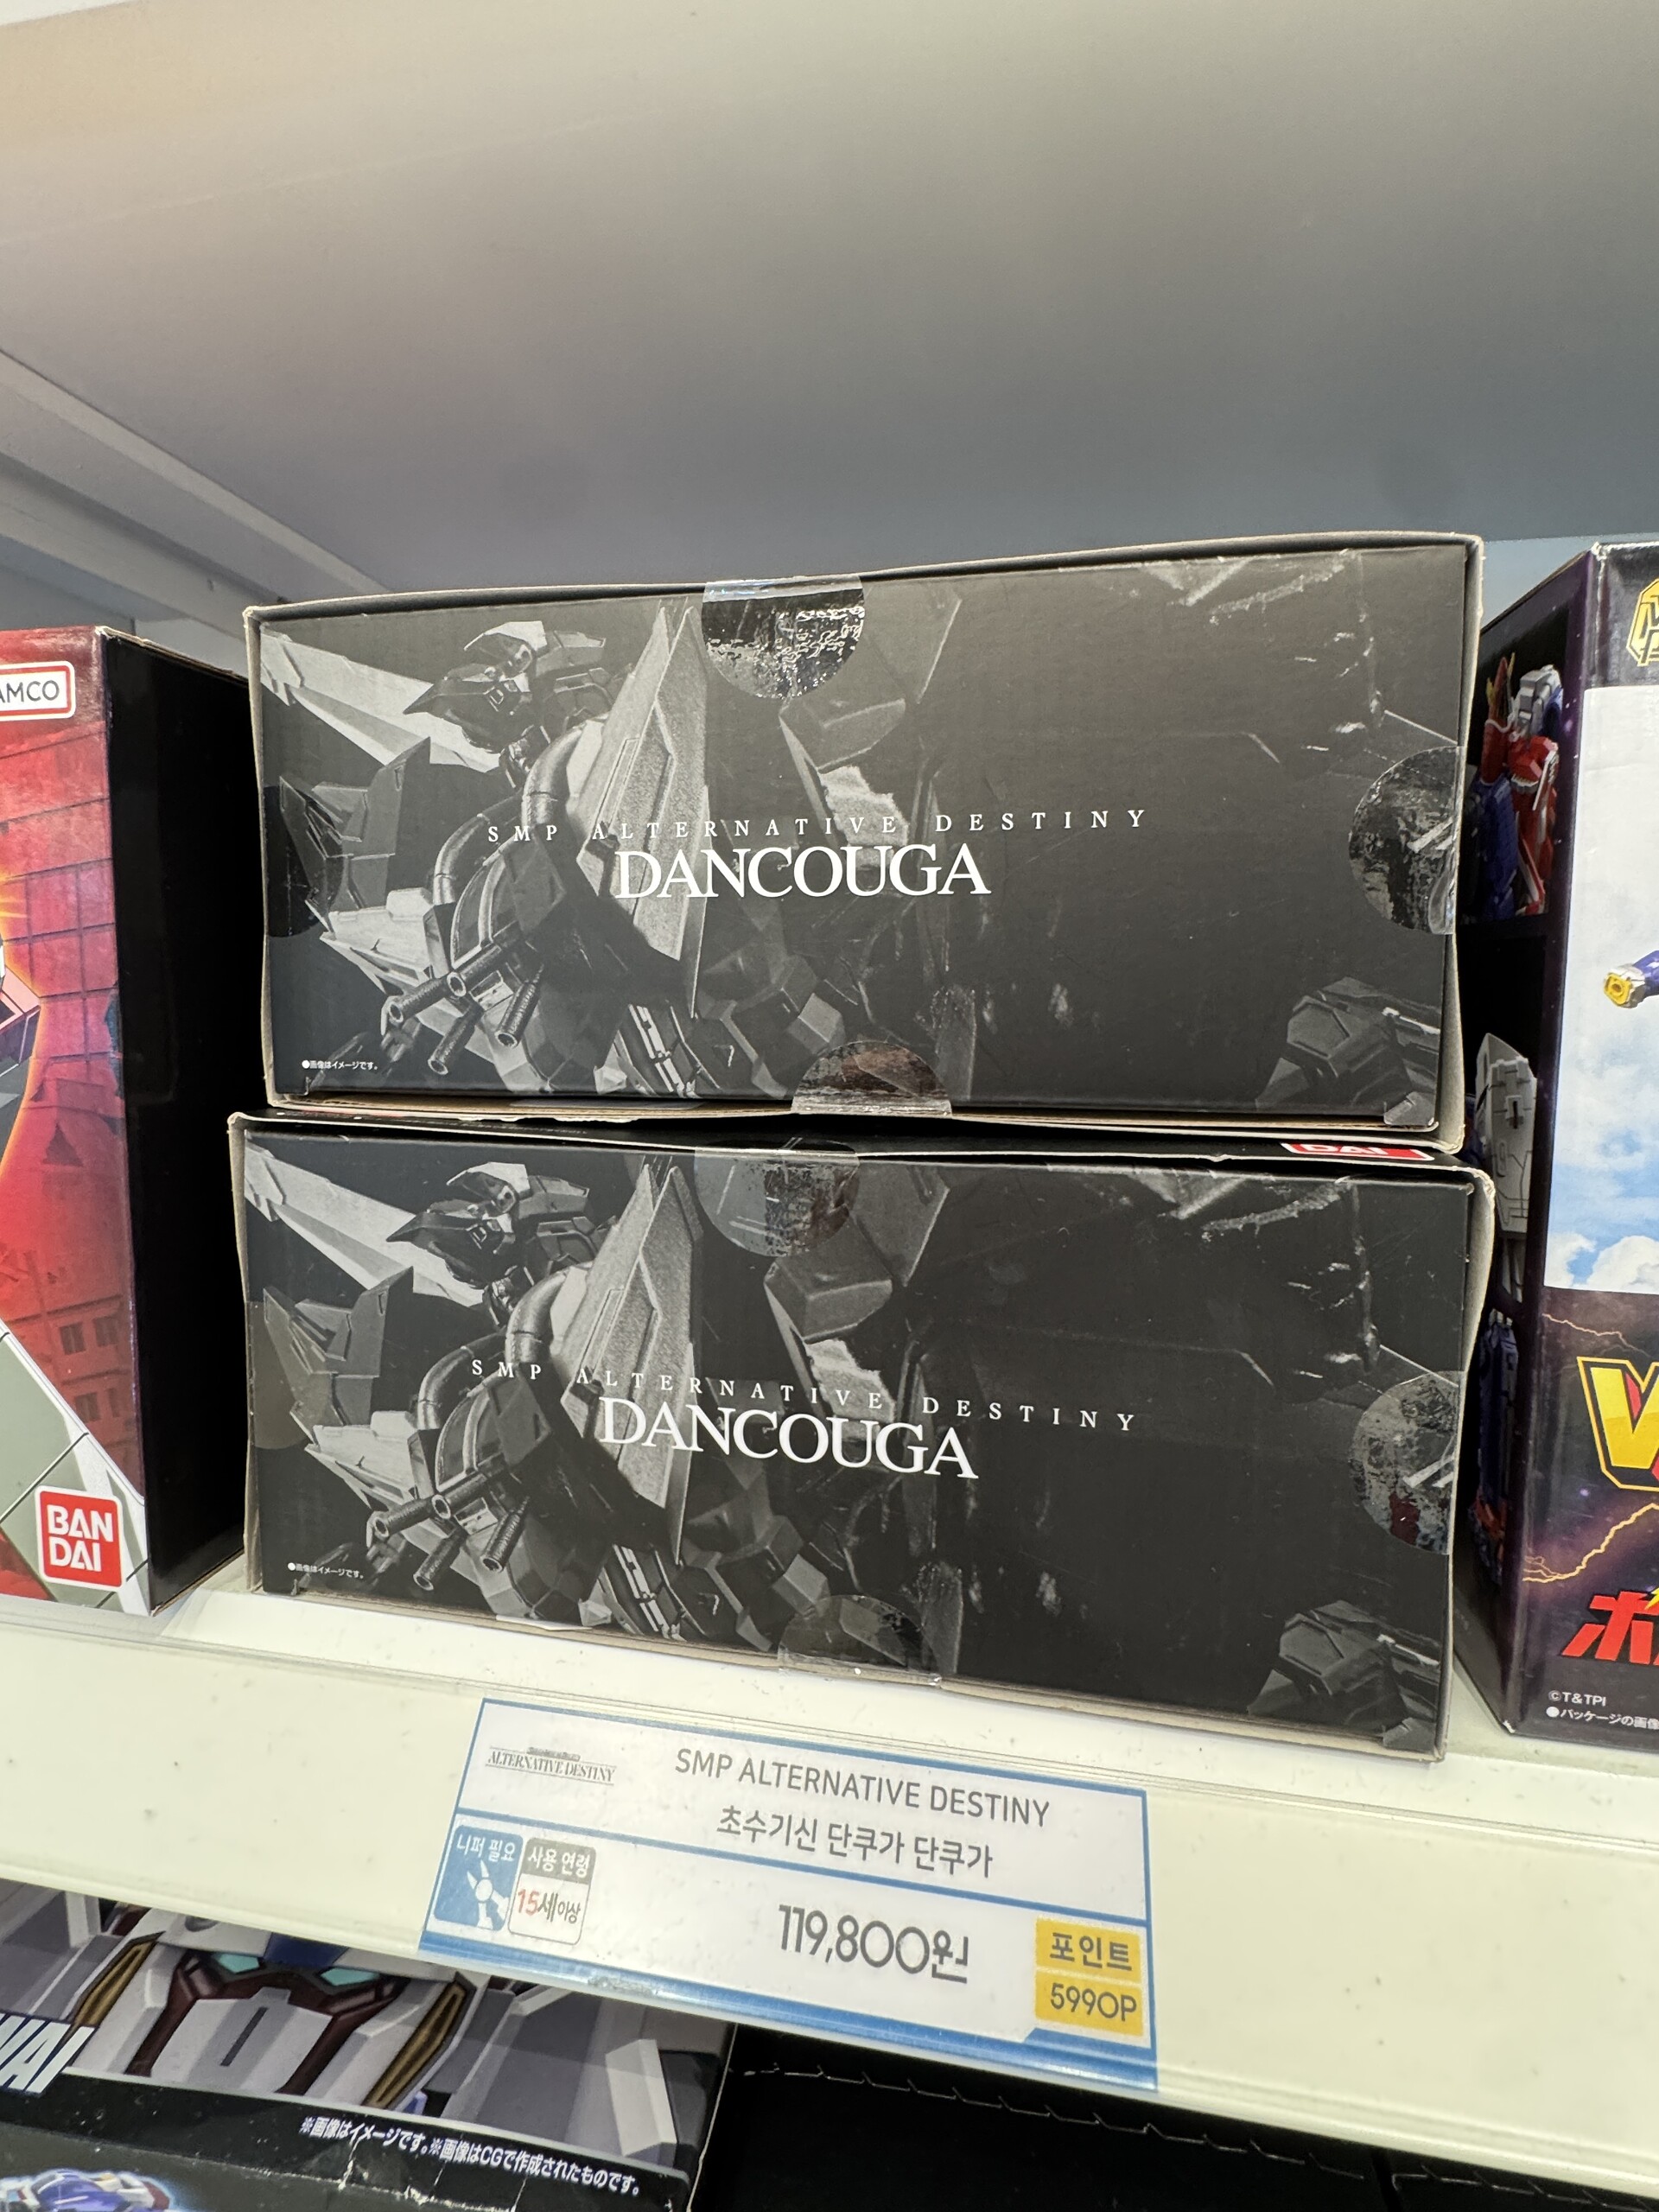 AMCO
SMP ALTERNATIVE DESTINY
DANCOUGA
●画像はイメージです。
DAI
SMP ALTERNATIVE DESTINY
DANCOUGA
●画像はイメージです。
BAN
DAI
©T&TPI
●パッケージの画像
ALTERNATIVE DESTINY
SMP ALTERNATIVE DESTINY
초수기신 단쿠가 단쿠가
니퍼 필요
사용 연령
15세이상
119,800원
포인트
5990P
※画像はイメージです。※画像はCGで作成されたものです。